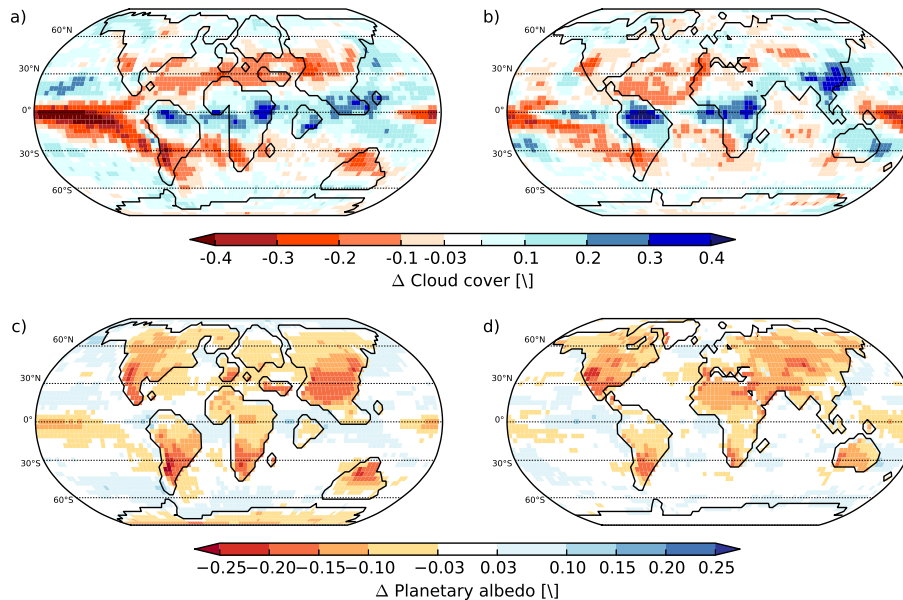 a)
b)
60°N
30°N
0°
30°S
60°S
60°N
30°N
0°
30°S
60°S
-0.4 -0.3 -0.2 -0.1 -0.03 0.1 0.2 0.3 0.4
Δ Cloud cover [\]
c)
d)
60°N
30°N
0°
30°S
60°S
60°N
30°N
0°
30°S
60°S
−0.25 −0.20 −0.15 −0.10 −0.03 0.03 0.10 0.15 0.20 0.25
Δ Planetary albedo [\]